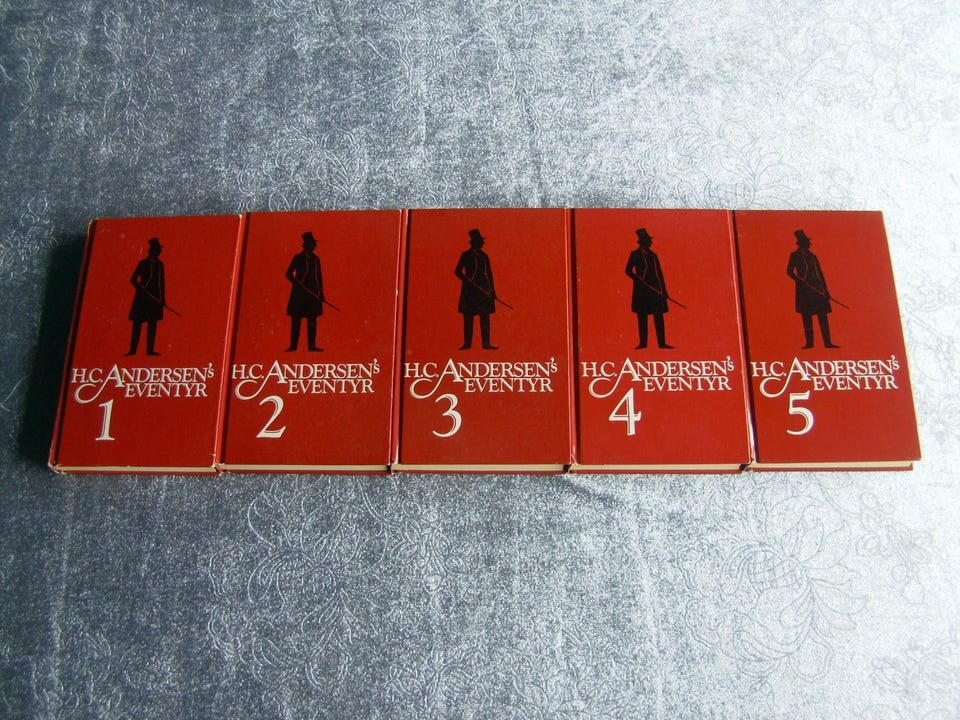 H.C. ANDERSEN's
EVENTYR
1
H.C. ANDERSEN's
EVENTYR
2
H.C. ANDERSEN's
EVENTYR
3
H.C. ANDERSEN's
EVENTYR
4
H.C. ANDERSEN's
EVENTYR
5